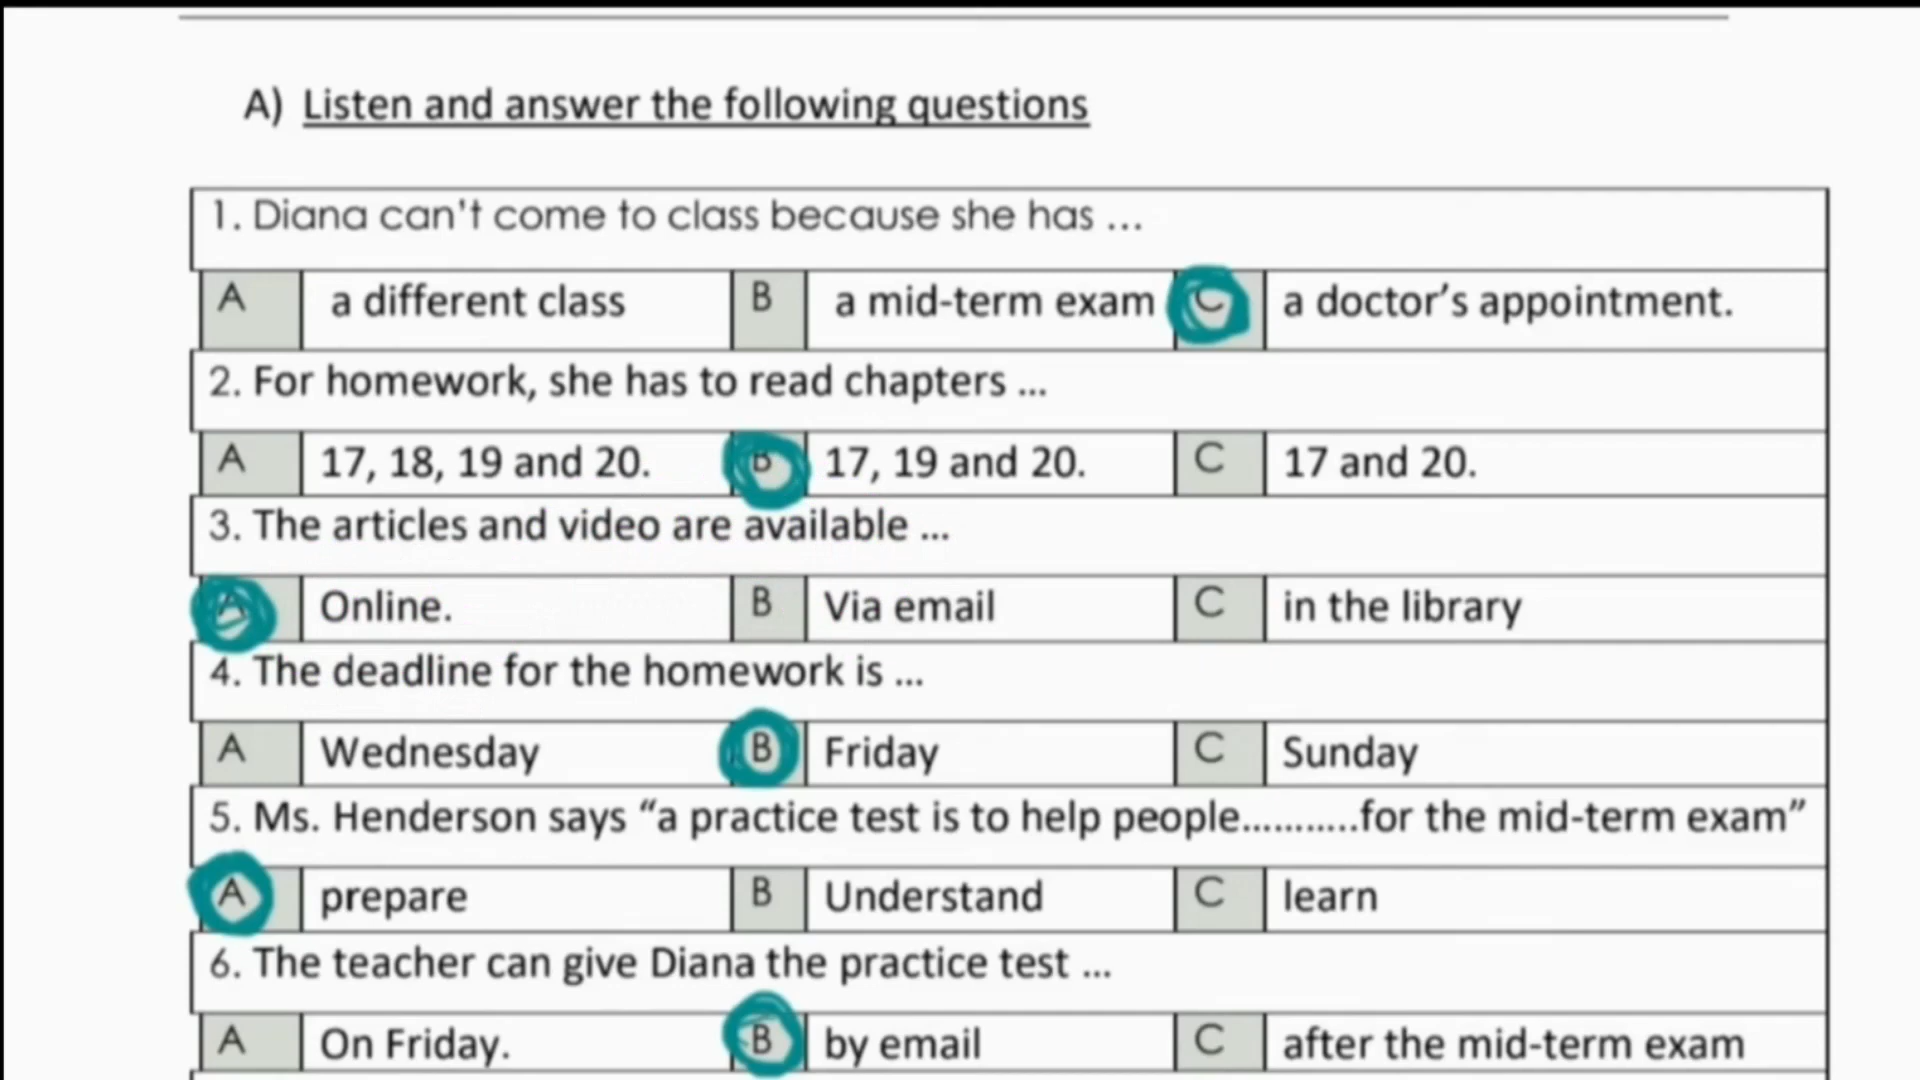 A) Listen and answer the following questions
1. Diana can't come to class because she has ...
A a different class B a mid-term exam C a doctor's appointment.
2. For homework, she has to read chapters ...
A 17, 18, 19 and 20. B 17, 19 and 20. C 17 and 20.
3. The articles and video are available ...
A Online. B Via email C in the library
4. The deadline for the homework is ...
A Wednesday B Friday C Sunday
5. Ms. Henderson says “a practice test is to help people...........for the mid-term exam”
A prepare B Understand C learn
6. The teacher can give Diana the practice test ...
A On Friday. B by email C after the mid-term exam